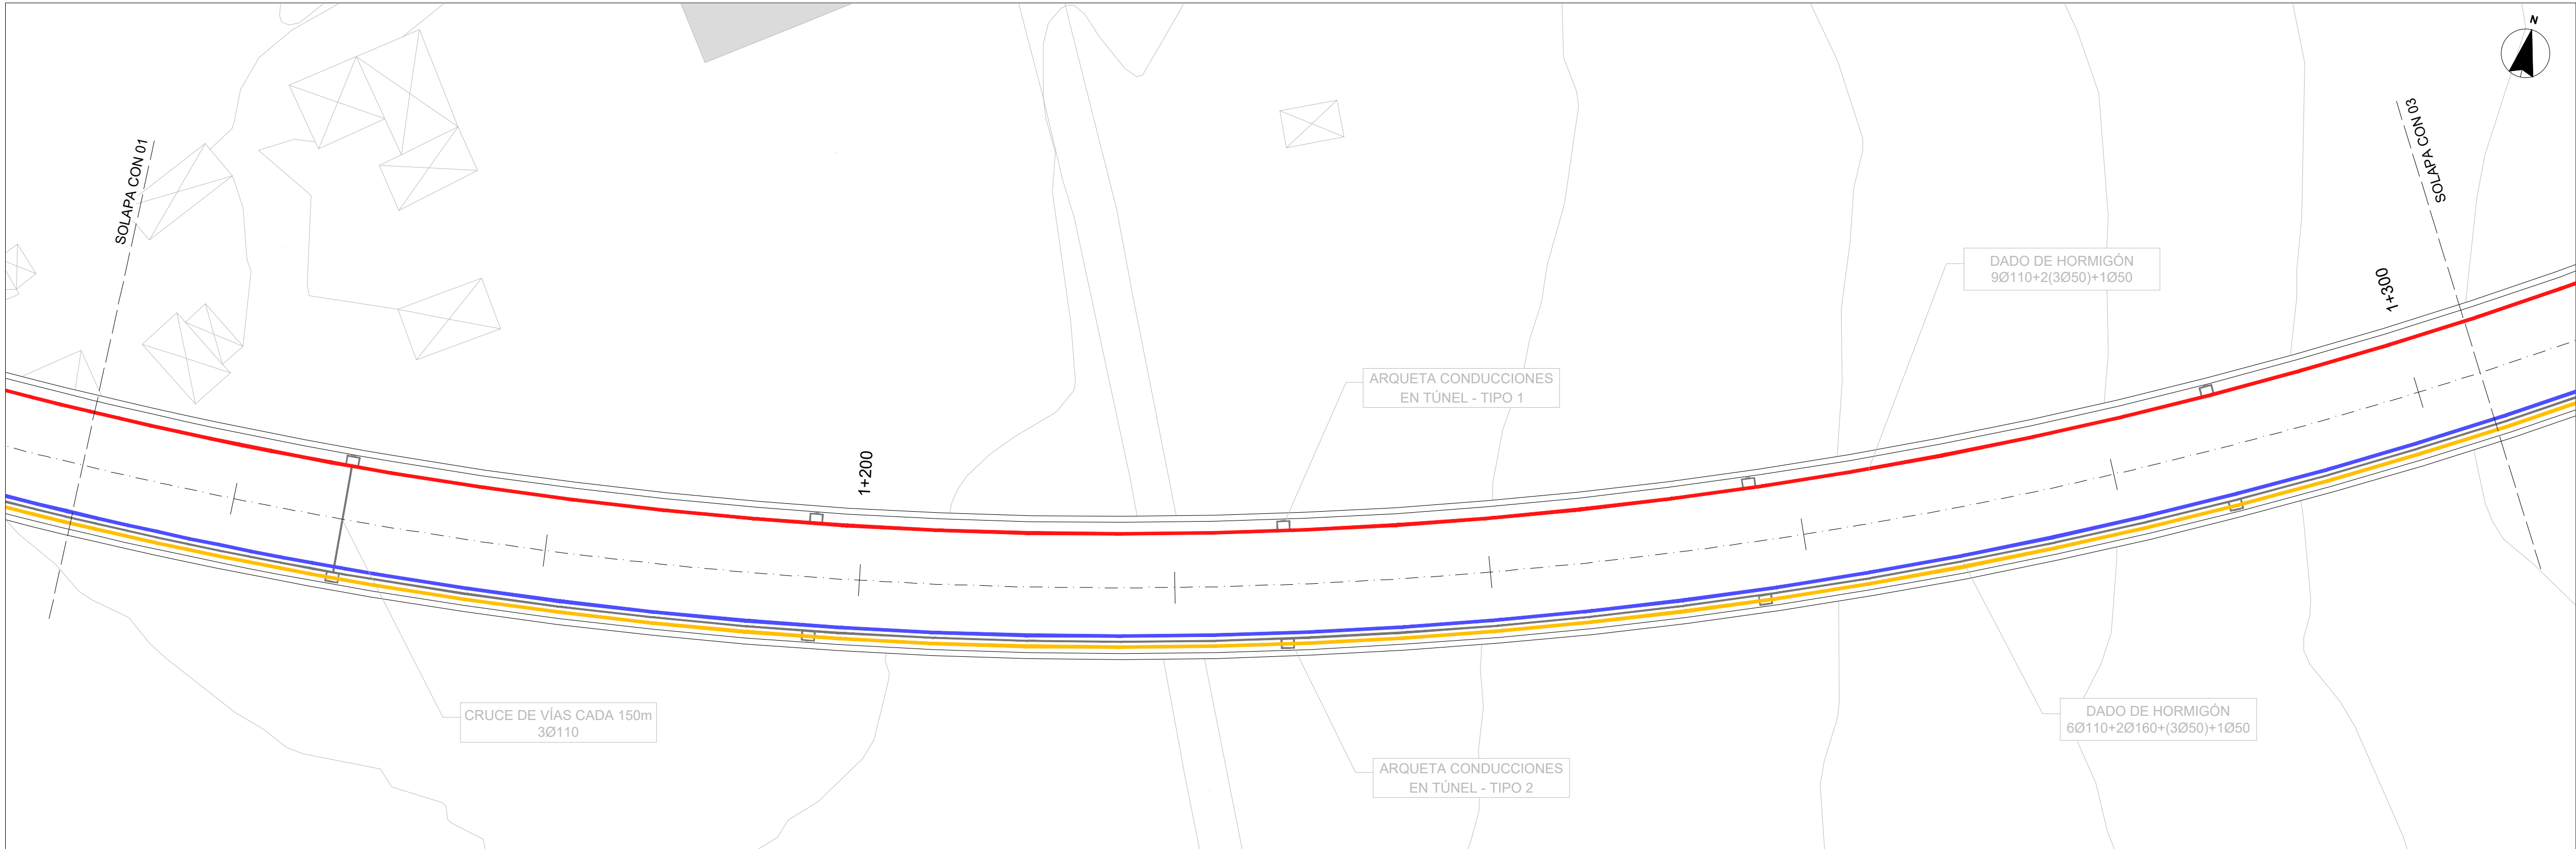 N
SOLAPA CON 01
SOLAPA CON 03
DADO DE HORMIGÓN
9Ø110+2(3Ø50)+1Ø50
1+300
ARQUETA CONDUCCIONES
EN TÚNEL - TIPO 1
1+200
CRUCE DE VÍAS CADA 150m
3Ø110
DADO DE HORMIGÓN
6Ø110+2Ø160+(3Ø50)+1Ø50
ARQUETA CONDUCCIONES
EN TÚNEL - TIPO 2